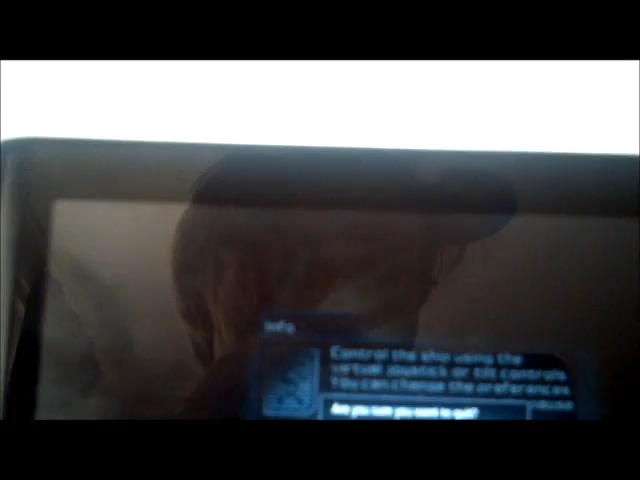 Info
Control the ship using the
virtual joystick or tilt controls
You can change the preferences
pause
Are you sure you want to quit?